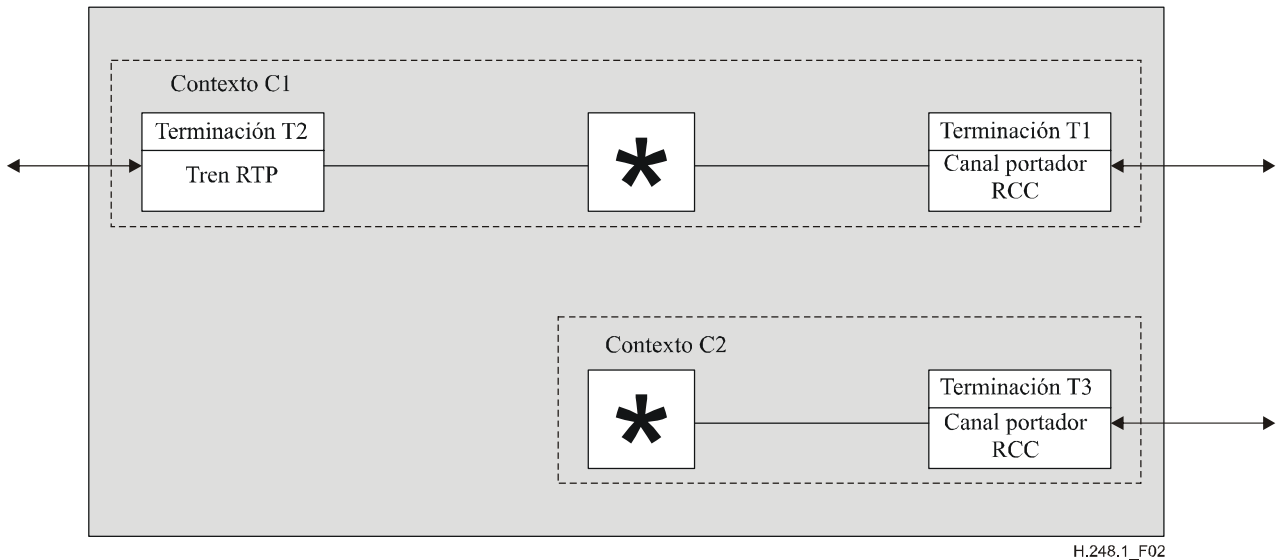 Contexto C1
Terminación T2
Tren RTP
*
Terminación T1
Canal portador
RCC
Contexto C2
*
Terminación T3
Canal portador
RCC
H.248.1_F02